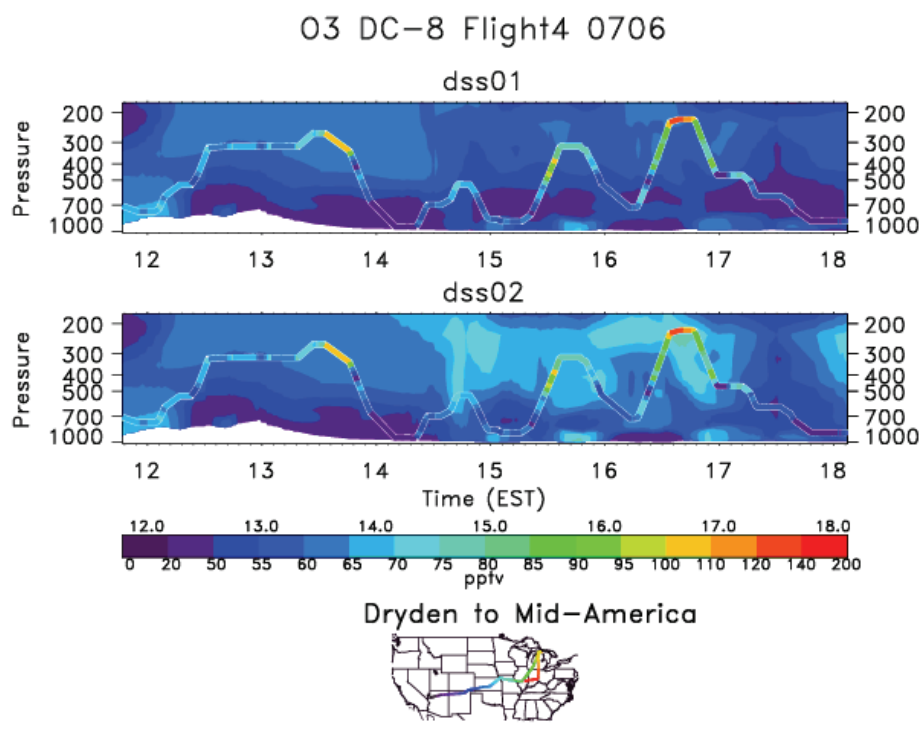 O3 DC-8 Flight4 0706
dss01
Pressure
200 300 400 500 700 1000
200 300 400 500 700 1000
12 13 14 15 16 17 18
dss02
Pressure
200 300 400 500 700 1000
200 300 400 500 700 1000
12 13 14 15 16 17 18
Time (EST)
12.0 13.0 14.0 15.0 16.0 17.0 18.0
0 20 50 55 60 65 70 75 80 85 90 95 100 110 120 140 200
pptv
Dryden to Mid-America